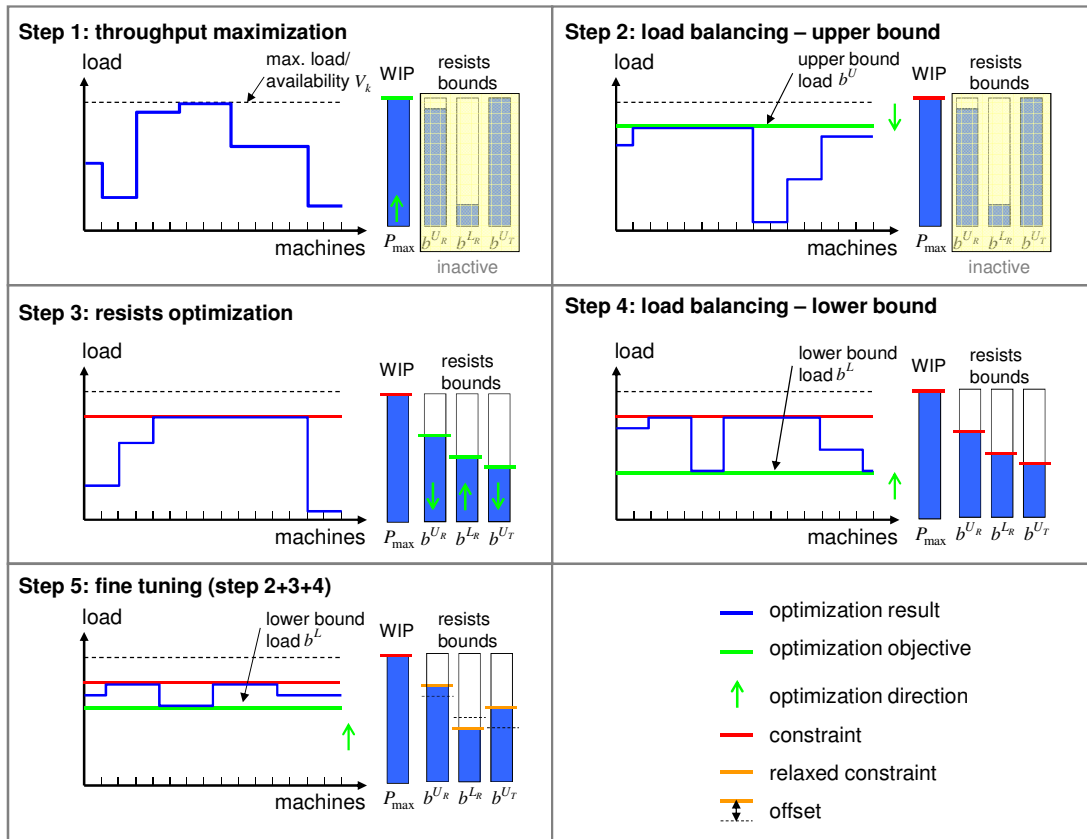 Step 1: throughput maximization
load
max. load/
availability V_k
WIP
resists
bounds
machines
P_max
b^{U_R}
b^{L_R}
b^{U_T}
inactive
Step 2: load balancing – upper bound
load
upper bound
load b^U
WIP
resists
bounds
machines
P_max
b^{U_R}
b^{L_R}
b^{U_T}
inactive
Step 3: resists optimization
load
WIP
resists
bounds
machines
P_max
b^{U_R}
b^{L_R}
b^{U_T}
Step 4: load balancing – lower bound
load
lower bound
load b^L
WIP
resists
bounds
machines
P_max
b^{U_R}
b^{L_R}
b^{U_T}
Step 5: fine tuning (step 2+3+4)
load
lower bound
load b^L
WIP
resists
bounds
machines
P_max
b^{U_R}
b^{L_R}
b^{U_T}
optimization result
optimization objective
optimization direction
constraint
relaxed constraint
offset